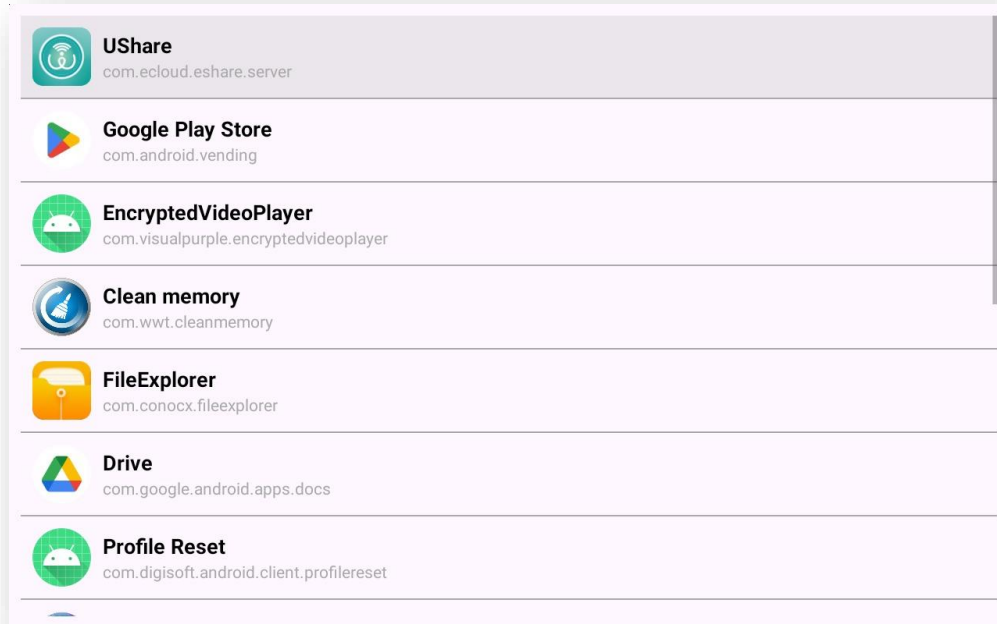 UShare
com.ecloud.eshare.server
Google Play Store
com.android.vending
EncryptedVideoPlayer
com.visualpurple.encryptedvideoplayer
Clean memory
com.wwt.cleanmemory
FileExplorer
com.conocx.fileexplorer
Drive
com.google.android.apps.docs
Profile Reset
com.digisoft.android.client.profilereset